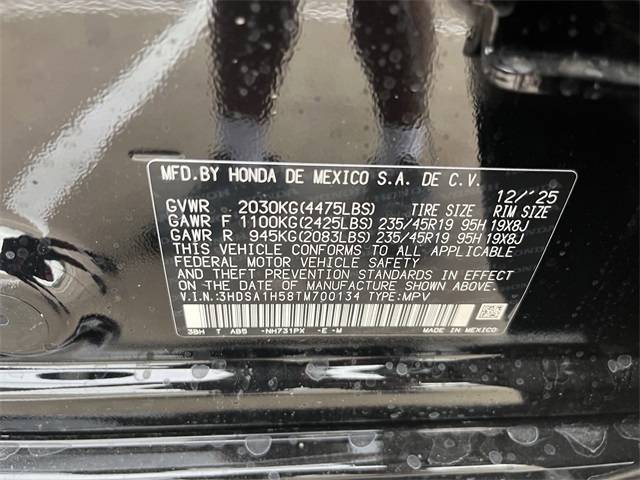 MFD.BY HONDA DE MEXICO S.A. DE C.V.
12/'25
GVWR 2030KG(4475LBS) TIRE SIZE RIM SIZE
GAWR F 1100KG(2425LBS) 235/45R19 95H 19X8J
GAWR R 945KG(2083LBS) 235/45R19 95H 19X8J
THIS VEHICLE CONFORMS TO ALL APPLICABLE
FEDERAL MOTOR VEHICLE SAFETY
AND THEFT PREVENTION STANDARDS IN EFFECT
ON THE DATE OF MANUFACTURE SHOWN ABOVE.
V.I.N.:3HDSA1H58TM700134 TYPE:MPV
3BH T AB5 -NH731PX -E-M MADE IN MEXICO